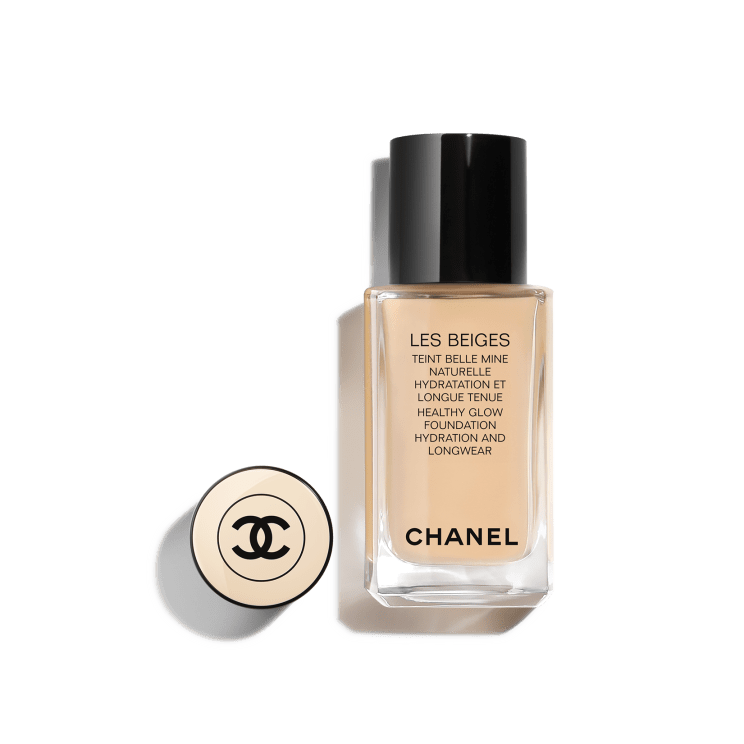 LES BEIGES
TEINT BELLE MINE
NATURELLE
HYDRATATION ET
LONGUE TENUE
HEALTHY GLOW
FOUNDATION
HYDRATION AND
LONGWEAR
CHANEL